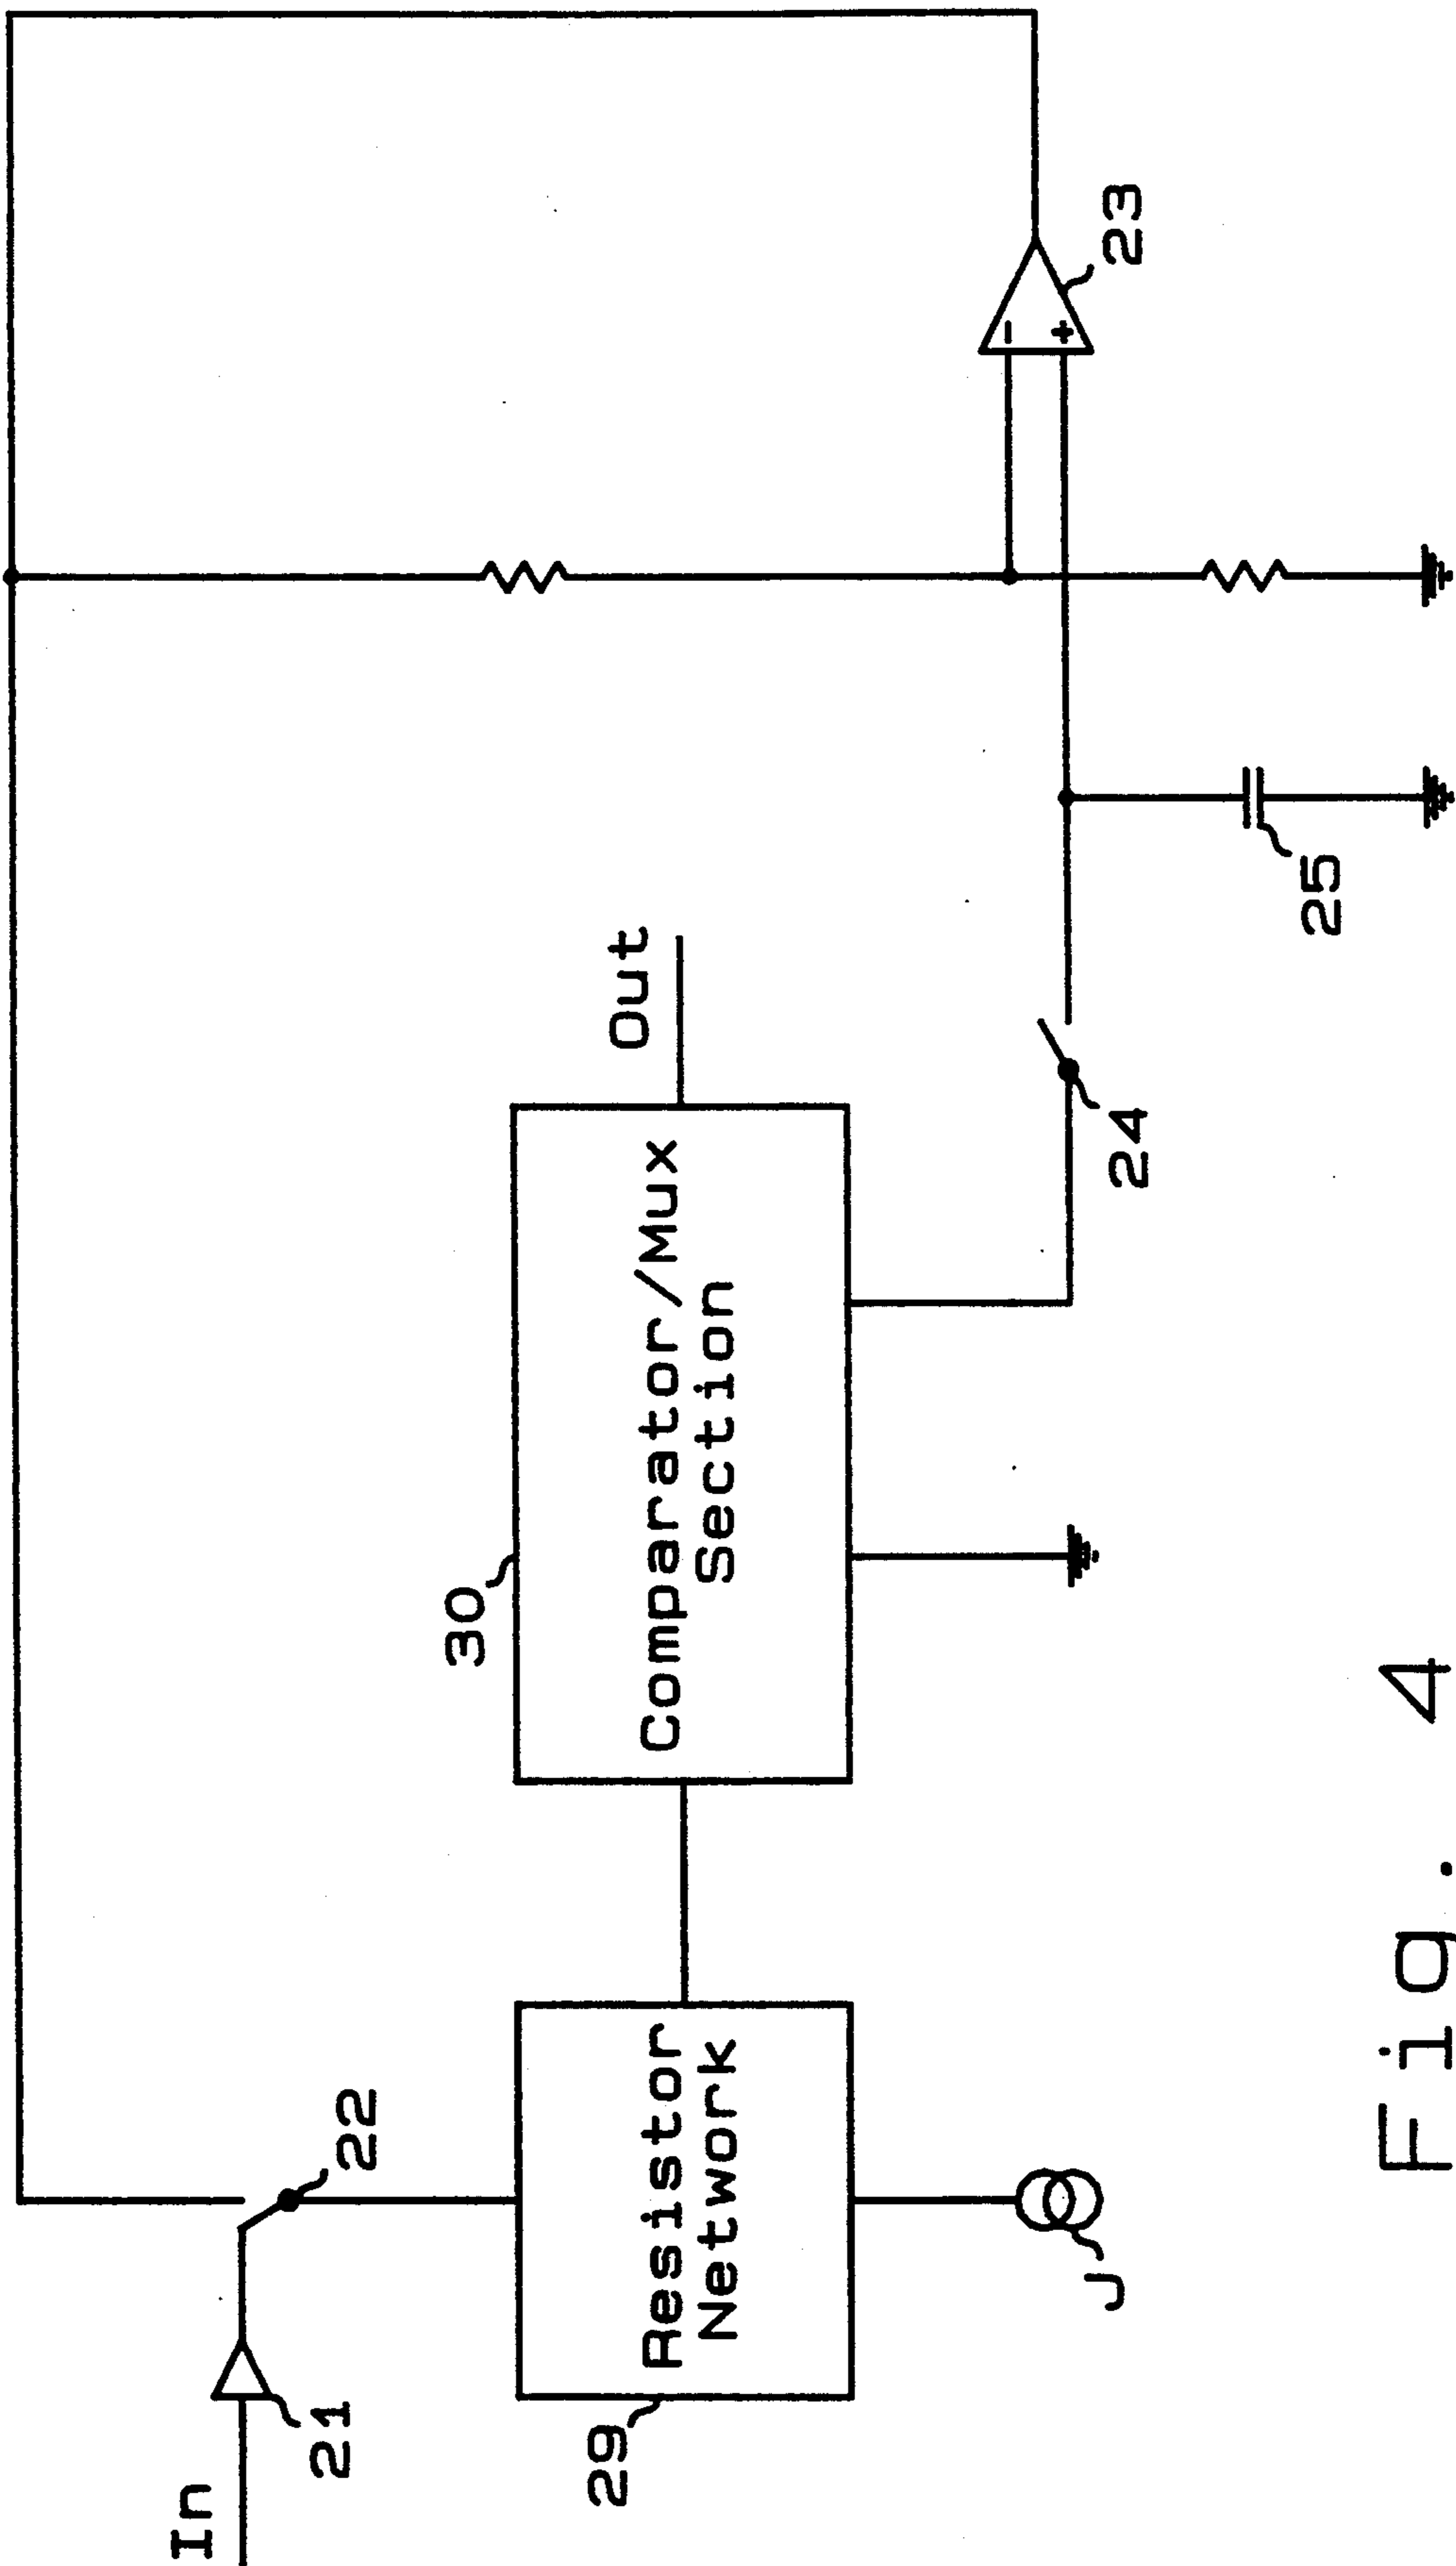 In
21
22
29
Resistor
Network
J
30
Comparator/Mux
Section
Out
24
25
-
+
23
Fig. 4